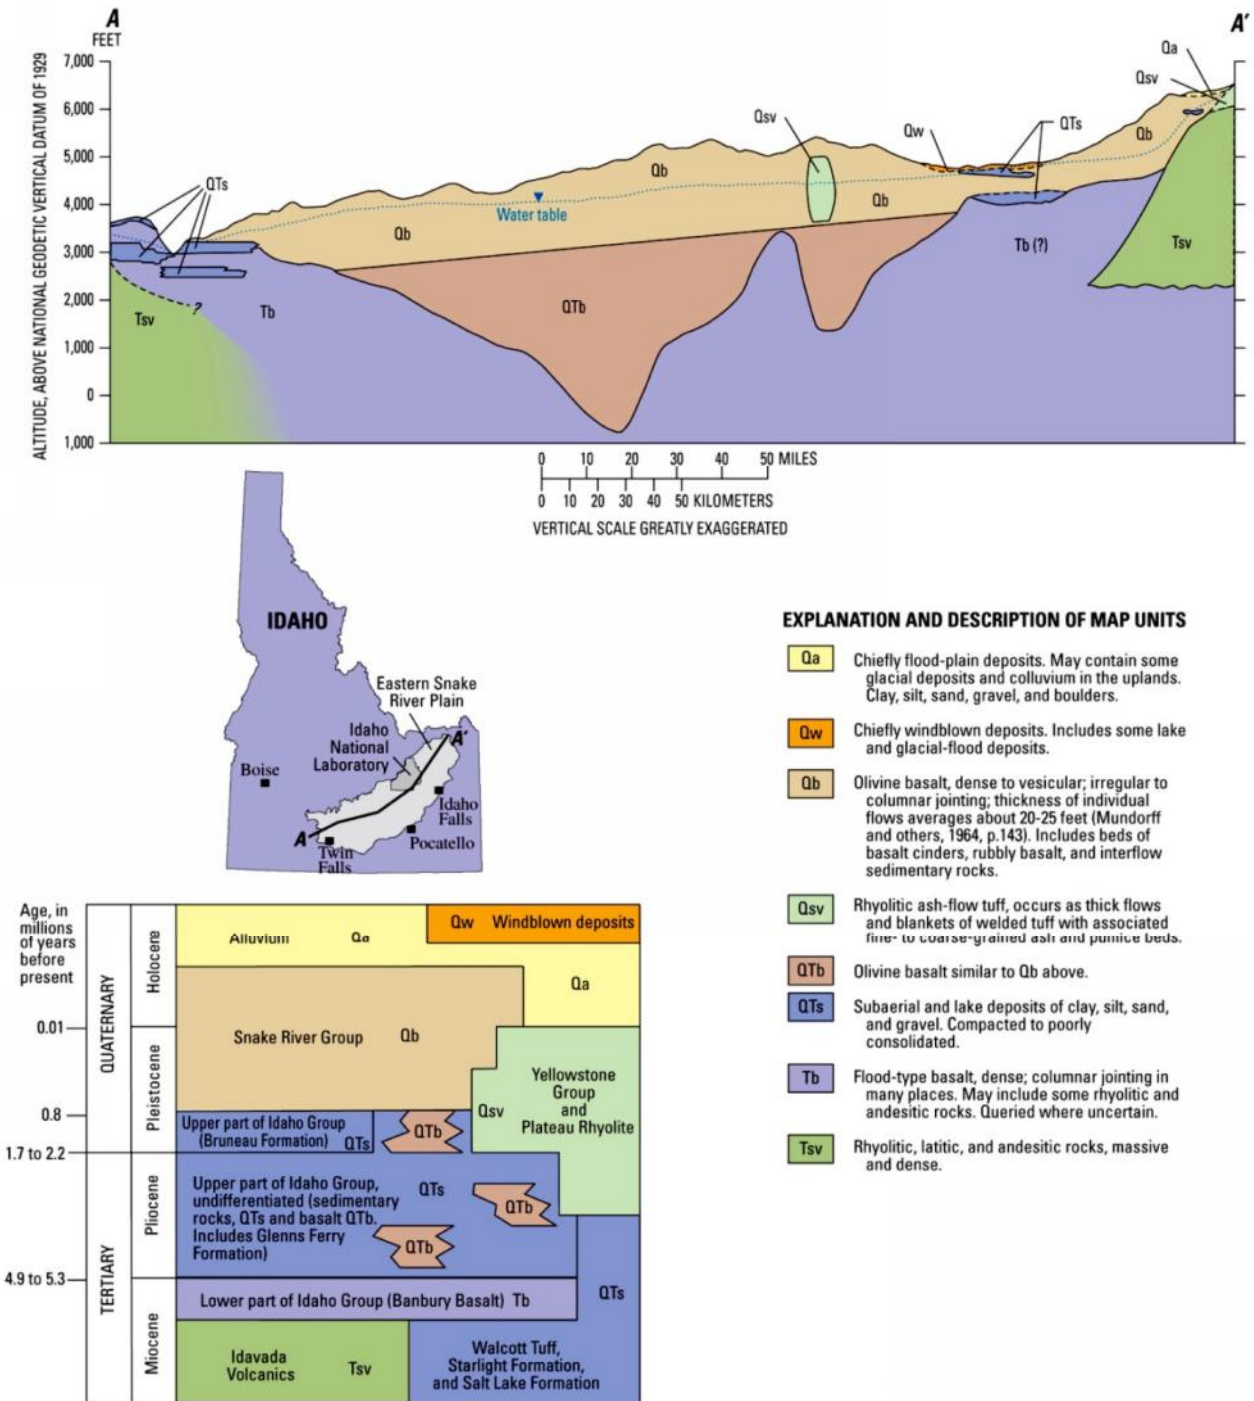 A
FEET
A'
ALTITUDE, ABOVE NATIONAL GEODETIC VERTICAL DATUM OF 1929
7,000
6,000
5,000
4,000
3,000
2,000
1,000
0
1,000
Qa
Qsv
Qsv
Qw
QTs
Qb
Qb
QTs
Qb
Water table
Qb
Tb (?)
Tsv
?
QTb
Tsv
Tb
0 10 20 30 40 50 MILES
0 10 20 30 40 50 KILOMETERS
VERTICAL SCALE GREATLY EXAGGERATED
IDAHO
Eastern Snake
River Plain
Idaho
National
Laboratory
A'
Boise
Idaho
Falls
A
Pocatello
Twin
Falls
EXPLANATION AND DESCRIPTION OF MAP UNITS
Qa Chiefly flood-plain deposits. May contain some
glacial deposits and colluvium in the uplands.
Clay, silt, sand, gravel, and boulders.
Qw Chiefly windblown deposits. Includes some lake
and glacial-flood deposits.
Qb Olivine basalt, dense to vesicular; irregular to
columnar jointing; thickness of individual
flows averages about 20-25 feet (Mundorff
and others, 1964, p.143). Includes beds of
basalt cinders, rubbly basalt, and interflow
sedimentary rocks.
Qsv Rhyolitic ash-flow tuff, occurs as thick flows
and blankets of welded tuff with associated
fine- to coarse-grained ash and pumice beds.
QTb Olivine basalt similar to Qb above.
QTs Subaerial and lake deposits of clay, silt, sand,
and gravel. Compacted to poorly
consolidated.
Tb Flood-type basalt, dense; columnar jointing in
many places. May include some rhyolitic and
andesitic rocks. Queried where uncertain.
Tsv Rhyolitic, latitic, and andesitic rocks, massive
and dense.
Age, in
millions
of years
before
present
0.01
0.8
1.7 to 2.2
4.9 to 5.3
QUATERNARY
TERTIARY
Holocene
Pleistocene
Pliocene
Miocene
Alluvium Qa
Qw Windblown deposits
Qa
Snake River Group Qb
Yellowstone
Group
and
Plateau Rhyolite
Qsv
Upper part of Idaho Group
(Bruneau Formation) QTs
QTb
Upper part of Idaho Group,
undifferentiated (sedimentary
rocks, QTs and basalt QTb.
Includes Glenns Ferry
Formation)
QTs
QTb
QTb
Lower part of Idaho Group (Banbury Basalt) Tb
QTs
Idavada
Volcanics Tsv
Walcott Tuff,
Starlight Formation,
and Salt Lake Formation